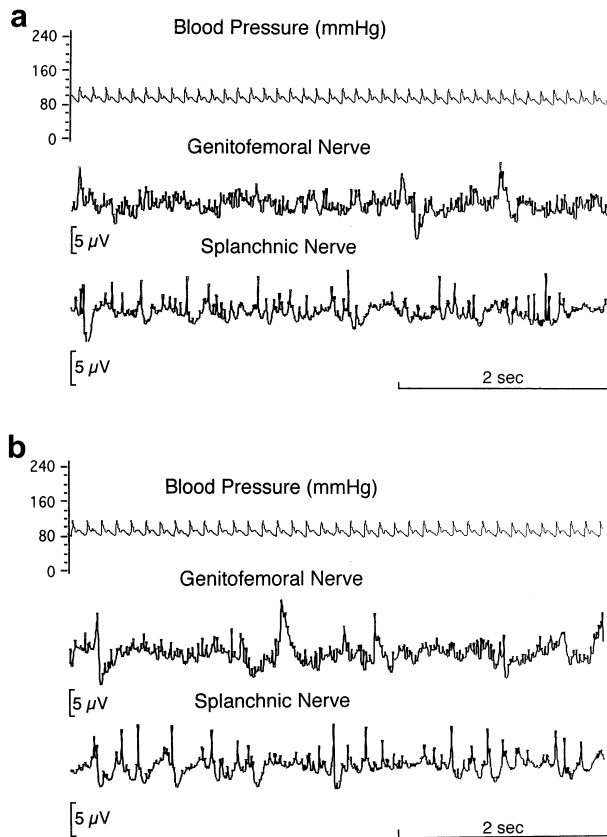 a
Blood Pressure (mmHg)
240
160
80
0
Genitofemoral Nerve
5 µV
Splanchnic Nerve
5 µV
2 sec
b
Blood Pressure (mmHg)
240
160
80
0
Genitofemoral Nerve
5 µV
Splanchnic Nerve
5 µV
2 sec